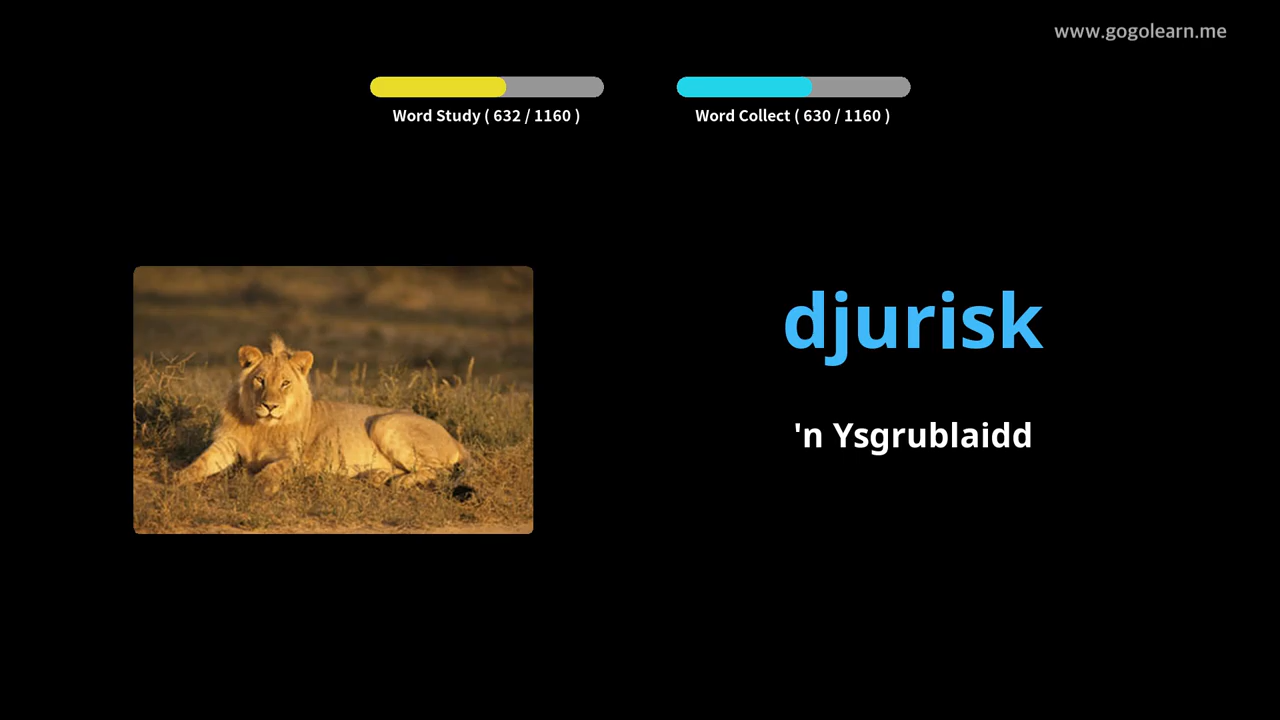 www.gogolearn.me
Word Study ( 632 / 1160 )
Word Collect ( 630 / 1160 )
djurisk
'n Ysgrublaidd